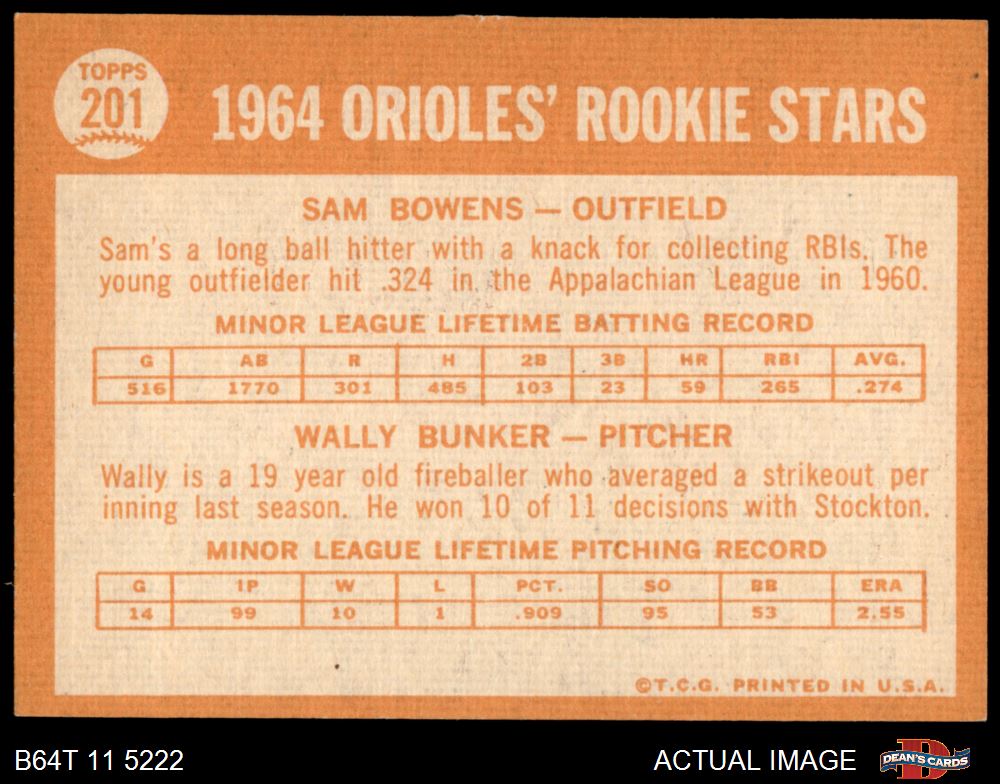 TOPPS
201
1964 ORIOLES' ROOKIE STARS
SAM BOWENS — OUTFIELD
Sam's a long ball hitter with a knack for collecting RBIs. The
young outfielder hit .324 in the Appalachian League in 1960.
MINOR LEAGUE LIFETIME BATTING RECORD
G AB R H 2B 3B HR RBI AVG.
516 1770 301 485 103 23 59 265 .274
WALLY BUNKER — PITCHER
Wally is a 19 year old fireballer who averaged a strikeout per
inning last season. He won 10 of 11 decisions with Stockton.
MINOR LEAGUE LIFETIME PITCHING RECORD
G IP W L PCT. SO BB ERA
14 99 10 1 .909 95 53 2.55
©T.C.G. PRINTED IN U.S.A.
B64T 11 5222
ACTUAL IMAGE
DEAN'S CARDS